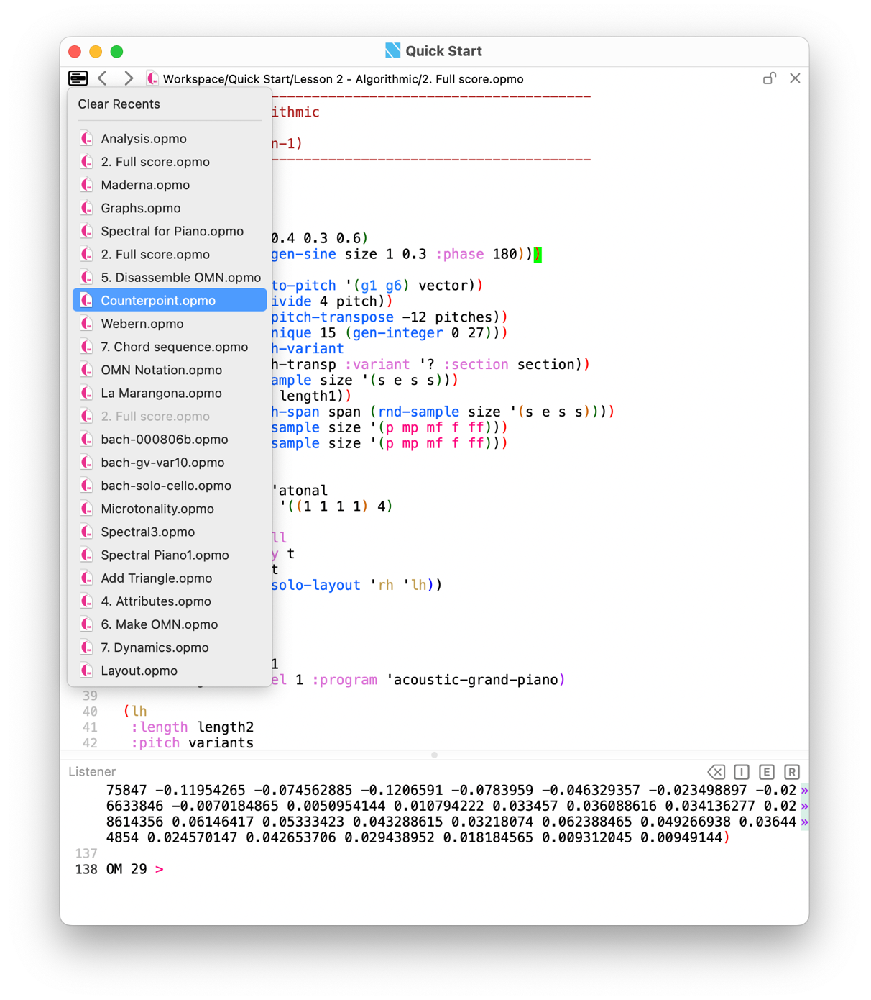 Quick Start
Workspace/Quick Start/Lesson 2 - Algorithmic/2. Full score.opmo
Clear Recents
Analysis.opmo
2. Full score.opmo
Maderna.opmo
Graphs.opmo
Spectral for Piano.opmo
2. Full score.opmo
5. Disassemble OMN.opmo
Counterpoint.opmo
Webern.opmo
7. Chord sequence.opmo
OMN Notation.opmo
La Marangona.opmo
2. Full score.opmo
bach-000806b.opmo
bach-gv-var10.opmo
bach-solo-cello.opmo
Microtonality.opmo
Spectral3.opmo
Spectral Piano1.opmo
Add Triangle.opmo
4. Attributes.opmo
6. Make OMN.opmo
7. Dynamics.opmo
Layout.opmo
ithmic
n-1)
0.4 0.3 0.6)
gen-sine size 1 0.3 :phase 180)))
to-pitch '(g1 g6) vector))
ivide 4 pitch))
pitch-transpose -12 pitches))
nique 15 (gen-integer 0 27)))
h-variant
h-transp :variant '? :section section))
ample size '(s e s s)))
length1))
h-span span (rnd-sample size '(s e s s))))
sample size '(p mp mf f ff)))
sample size '(p mp mf f ff)))
'atonal
'((1 1 1 1) 4)
ll
y t
t
solo-layout 'rh 'lh))
1
el 1 :program 'acoustic-grand-piano)
39
40 (lh
41 :length length2
42 :pitch variants
Listener
I E R
75847 -0.11954265 -0.074562885 -0.1206591 -0.0783959 -0.046329357 -0.023498897 -0.02 »
6633846 -0.0070184865 0.0050954144 0.010794222 0.033457 0.036088616 0.034136277 0.02 »
8614356 0.06146417 0.05333423 0.043288615 0.03218074 0.062388465 0.049266938 0.03644 »
4854 0.024570147 0.042653706 0.029438952 0.018184565 0.009312045 0.00949144)
137
138 OM 29 >